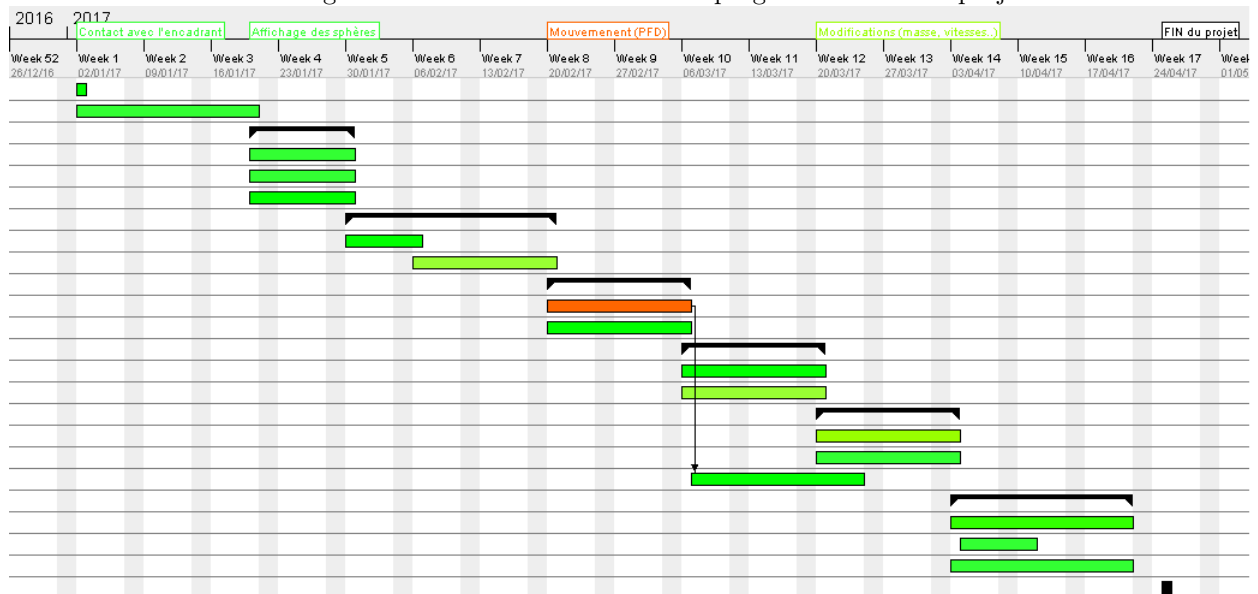 2016 2017
Contact avec l'encadrant Affichage des sphères Mouvemenent (PFD) Modifications (masse, vitesses..) FIN du projet
Week 52 Week 1 Week 2 Week 3 Week 4 Week 5 Week 6 Week 7 Week 8 Week 9 Week 10 Week 11 Week 12 Week 13 Week 14 Week 15 Week 16 Week 17 Week
26/12/16 02/01/17 09/01/17 16/01/17 23/01/17 30/01/17 06/02/17 13/02/17 20/02/17 27/02/17 06/03/17 13/03/17 20/03/17 27/03/17 03/04/17 10/04/17 17/04/17 24/04/17 01/05